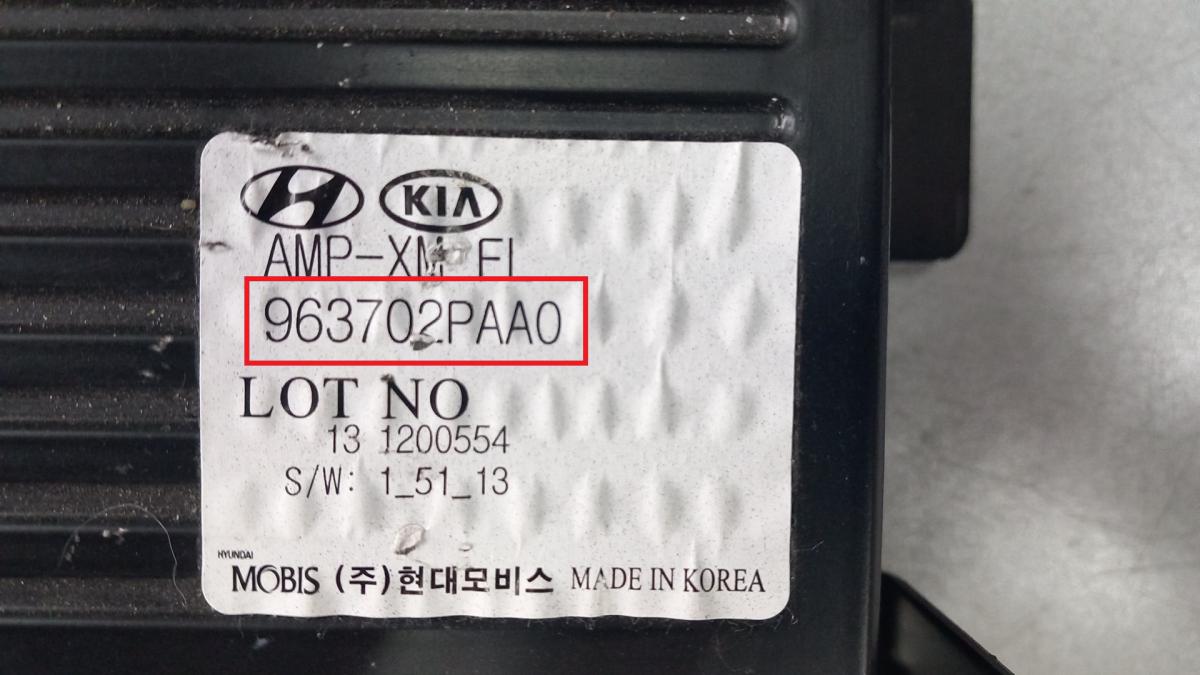 KIA
AMP-XM FL
963702PAA0
LOT NO
13 1200554
S/W: 1_51_13
HYUNDAI
MOBIS (주)현대모비스 MADE IN KOREA